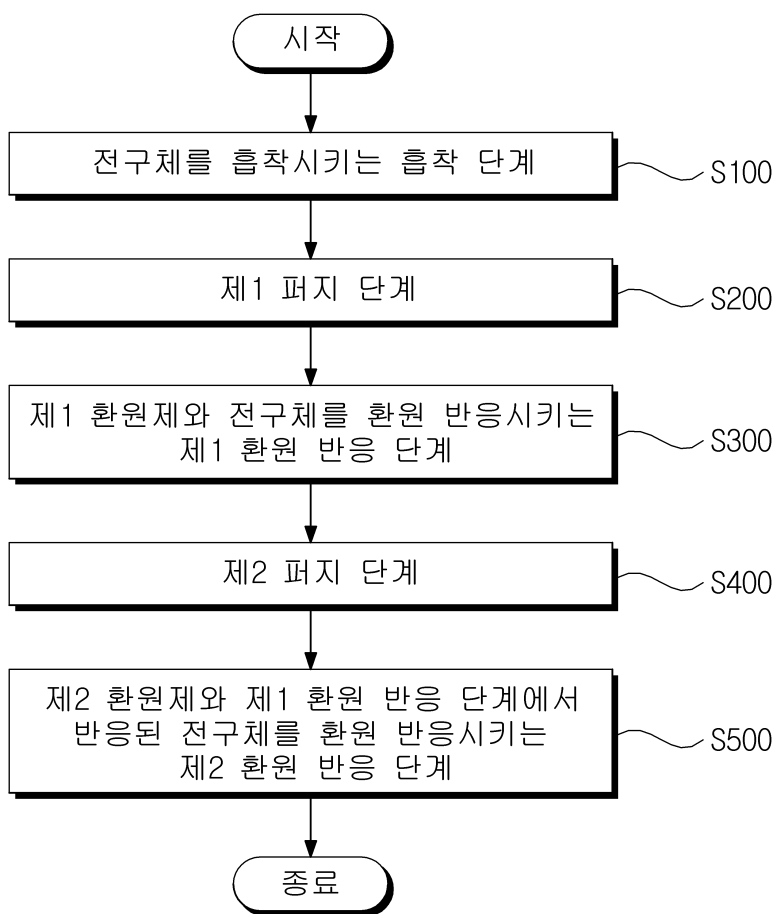 시작
전구체를 흡착시키는 흡착 단계
S100
제1 퍼지 단계
S200
제1 환원제와 전구체를 환원 반응시키는
제1 환원 반응 단계
S300
제2 퍼지 단계
S400
제2 환원제와 제1 환원 반응 단계에서
반응된 전구체를 환원 반응시키는
제2 환원 반응 단계
S500
종료